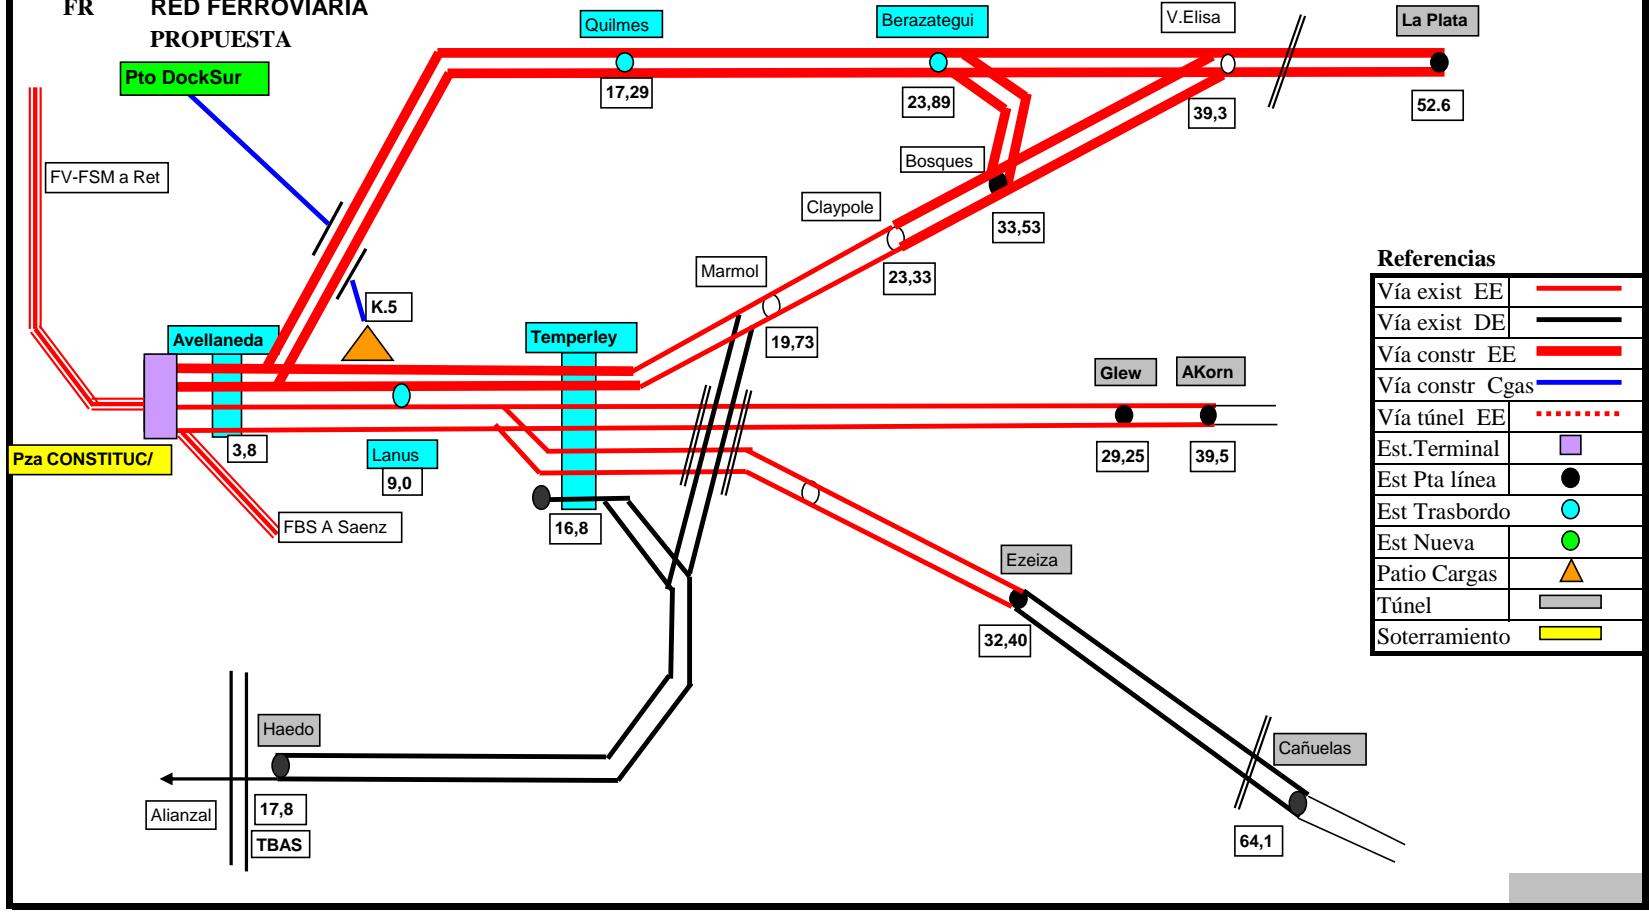 FR RED FERROVIARIA
PROPUESTA
Quilmes
Berazategui
V.Elisa
La Plata
Pto DockSur
17,29
23,89
39,3
52.6
FV-FSM a Ret
Bosques
Claypole
33,53
Marmol
23,33
K.5
Avellaneda
Temperley
19,73
Glew
AKorn
3,8
Lanus
9,0
29,25
39,5
Pza CONSTITUC/
FBS A Saenz
16,8
Ezeiza
32,40
Haedo
Cañuelas
Alianzal
17,8
TBAS
64,1
Referencias
Vía exist EE
Vía exist DE
Vía constr EE
Vía constr Cgas
Vía túnel EE
Est.Terminal
Est Pta línea
Est Trasbordo
Est Nueva
Patio Cargas
Túnel
Soterramiento